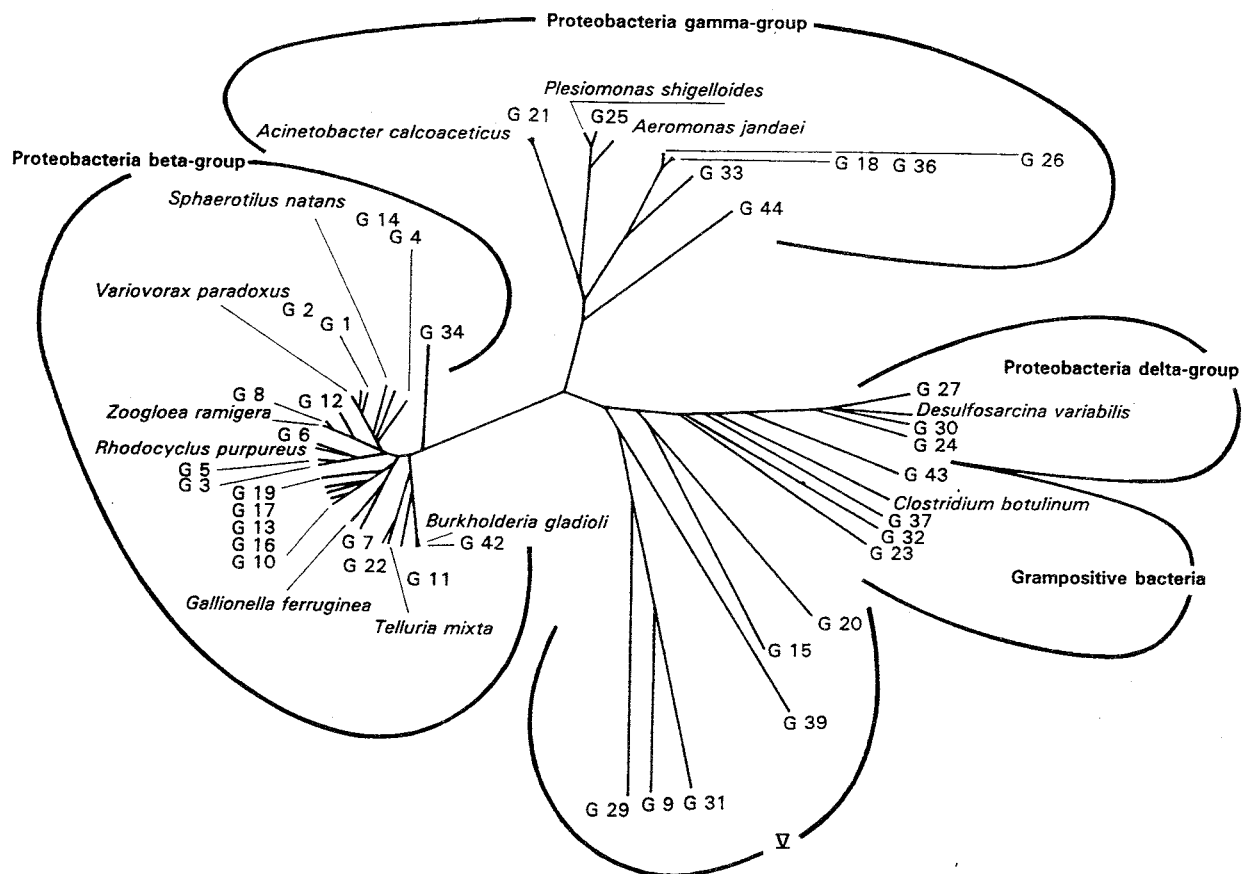 Proteobacteria gamma-group
Plesiomonas shigelloides
G 21
G25
Acinetobacter calcoaceticus
Aeromonas jandaei
G 18
G 36
G 26
G 33
G 44
Proteobacteria beta-group
Sphaerotilus natans
G 14
G 4
Variovorax paradoxus
G 2
G 1
G 34
G 8
G 12
Zoogloea ramigera
G 6
Rhodocyclus purpureus
G 5
G 3
G 19
G 17
G 13
G 16
G 10
G 7
G 22
G 11
Burkholderia gladioli
G 42
Gallionella ferruginea
Telluria mixta
Proteobacteria delta-group
G 27
Desulfosarcina variabilis
G 30
G 24
G 43
Clostridium botulinum
G 37
G 32
G 23
Grampositive bacteria
G 20
G 15
G 39
G 29
G 9
G 31
V